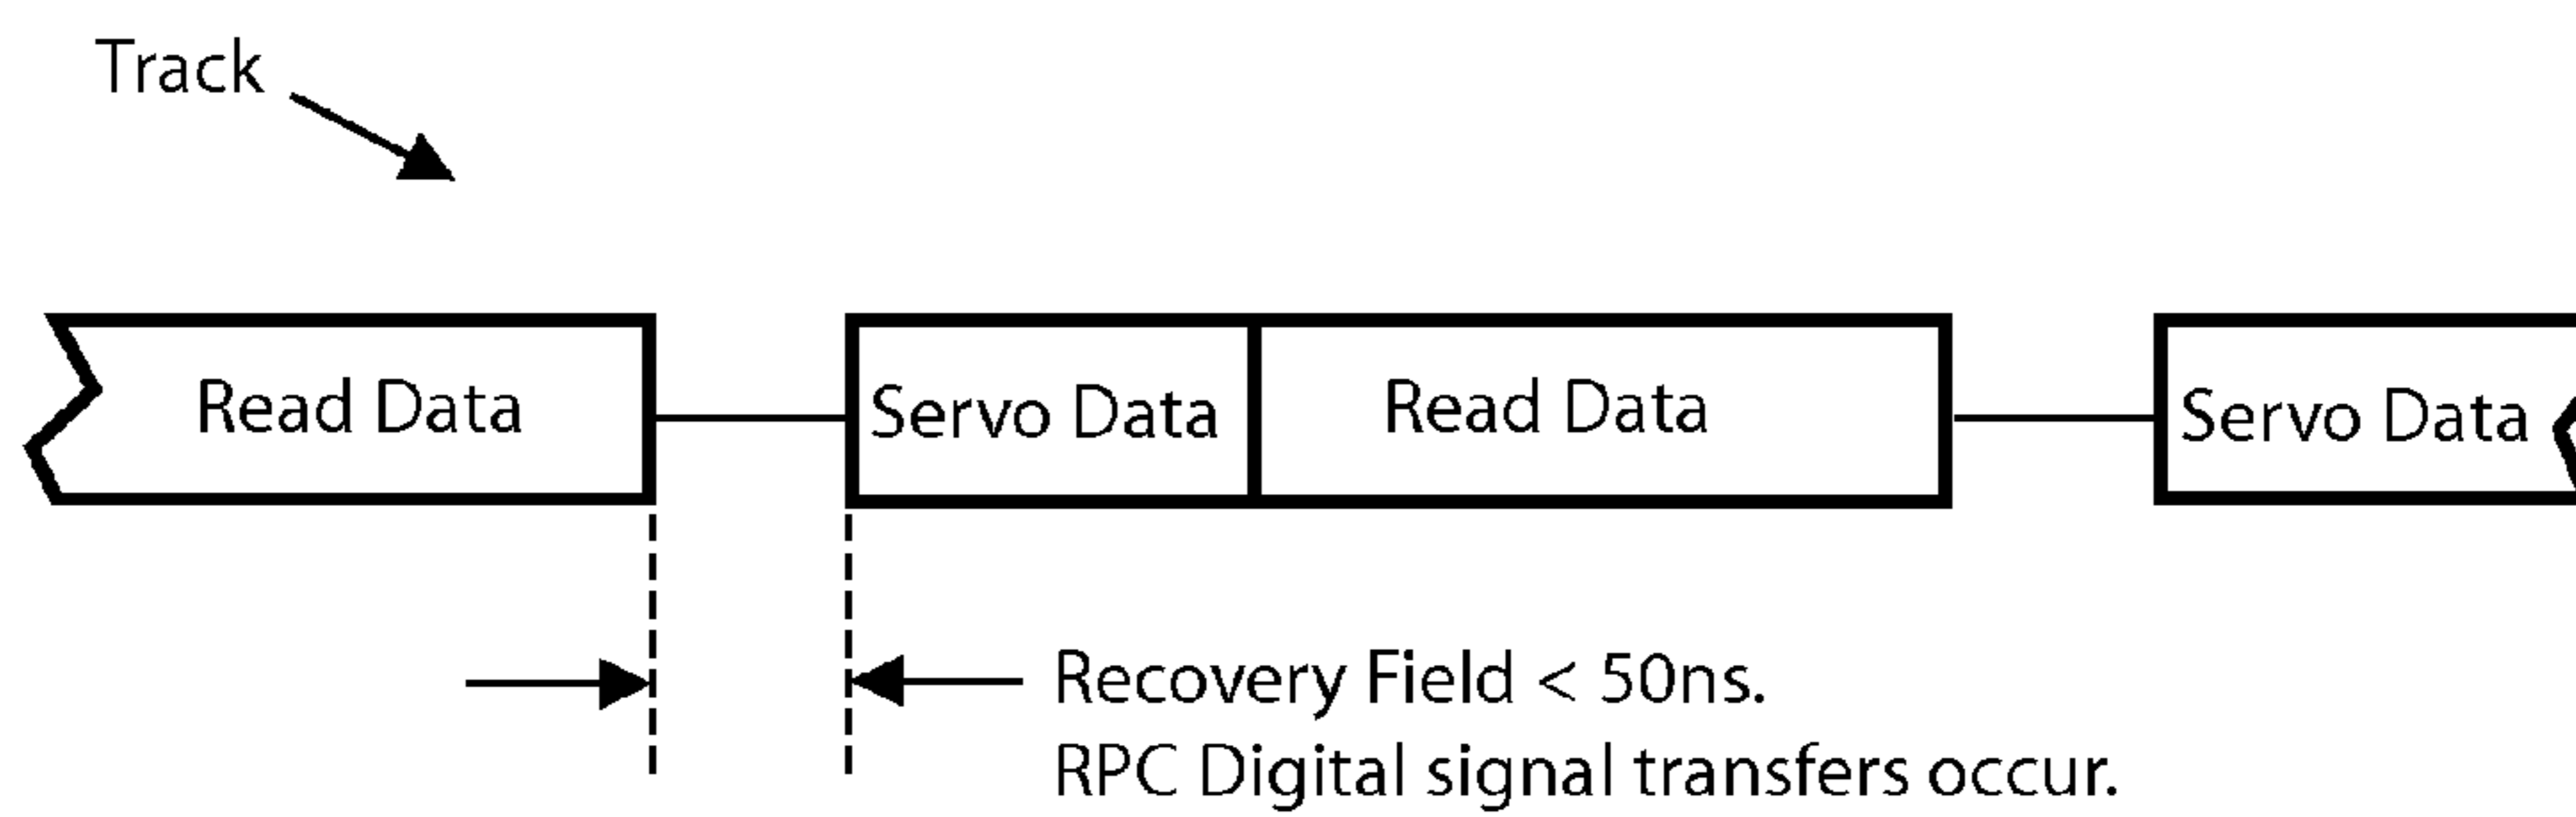 Track
Read Data
Servo Data
Read Data
Servo Data
Recovery Field < 50ns.
RPC Digital signal transfers occur.